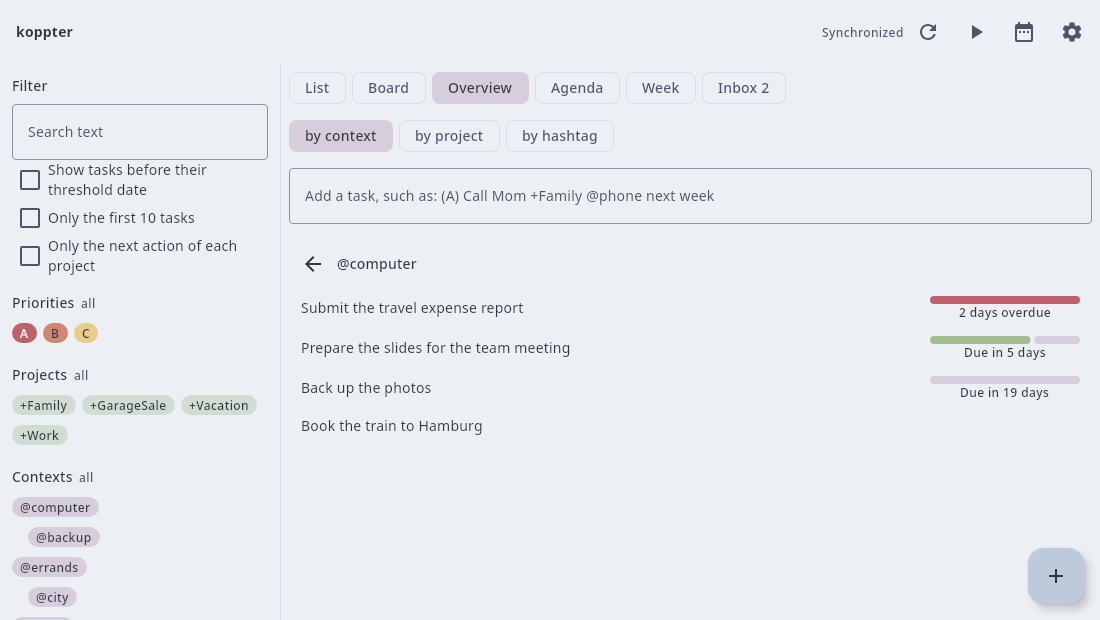 koppter
Synchronized
Filter
Search text
Show tasks before their
threshold date
Only the first 10 tasks
Only the next action of each
project
Priorities all
A B C
Projects all
+Family +GarageSale +Vacation
+Work
Contexts all
@computer
@backup
@errands
@city
List Board Overview Agenda Week Inbox 2
by context by project by hashtag
Add a task, such as: (A) Call Mom +Family @phone next week
@computer
Submit the travel expense report
2 days overdue
Prepare the slides for the team meeting
Due in 5 days
Back up the photos
Due in 19 days
Book the train to Hamburg